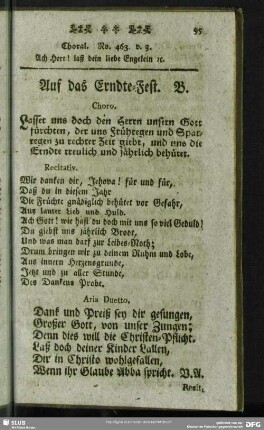 95
Choral. No. 463. v. 3.
Ach Herr! laß dein liebe Engelein ꝛc.
Auf das Erndte-Fest. B.
Choro.
Lasset uns doch den Herrn unsern Gott
fürchten, der uns Frühregen und Spat-
regen zu rechter Zeit giebt, und uns die
Erndte treulich und jährlich behütet.
Recitativ.
Wir danken dir, Jehova! für und für,
Daß du in diesem Jahr
Die Früchte gnädiglich behütet vor Gefahr,
Aus lauter Lieb und Huld.
Ach Gott! wie hast du doch mit uns so viel Geduld!
Du giebst uns jährlich Brodt,
Und was man darf zur Leibes-Noth;
Drum bringen wir zu deinem Ruhm und Lobe,
Aus innern Herzensgrunde,
Jetzt und zu aller Stunde,
Des Dankens Probe.
Aria Duetto.
Dank und Preiß sey dir gesungen,
Großer Gott, von unser Zungen;
Denn dies will die Christen-Pflicht.
Laß doch deiner Kinder Lallen,
Dir in Christo wohlgefallen,
Wenn ihr Glaube Abba spricht. V.A.
Recit.
SLUB
DFG